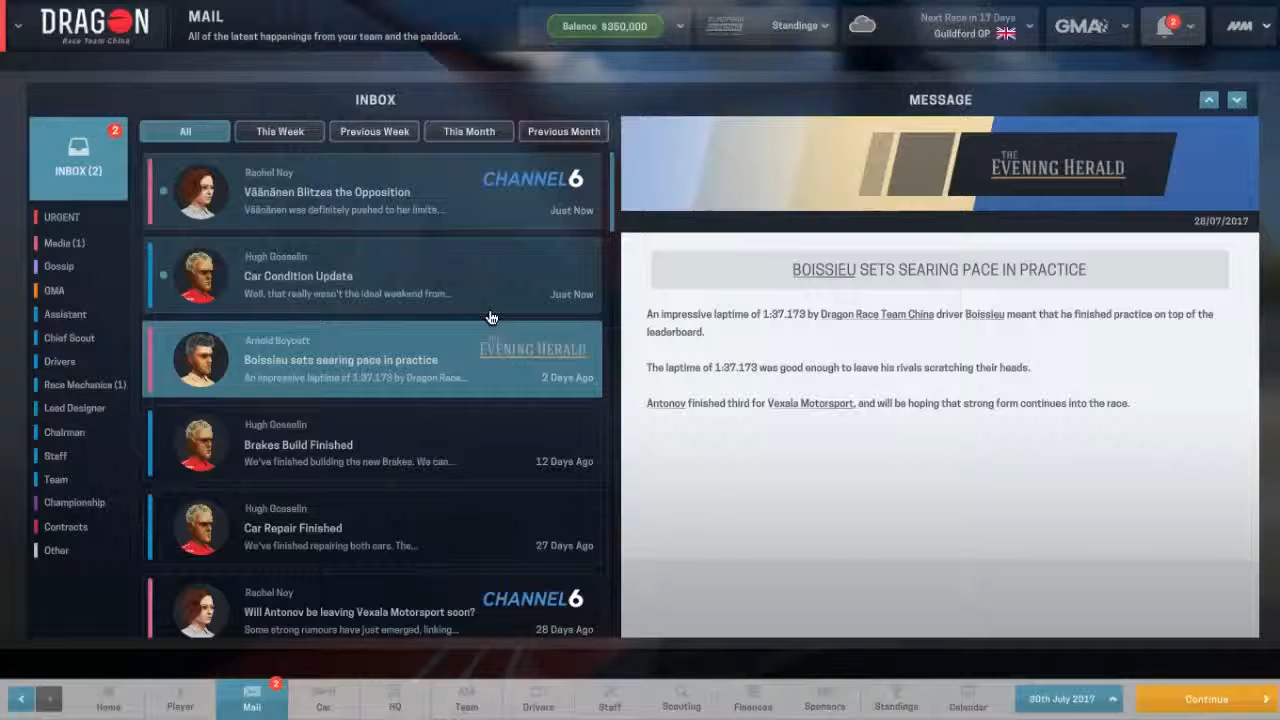 DRAGON
Race Team China
MAIL
All of the latest happenings from your team and the paddock.
Balance $350,000
Standings
Next Race in 17 Days
Guildford GP
GMA
2
INBOX
MESSAGE
2
INBOX (2)
All
This Week
Previous Week
This Month
Previous Month
URGENT
Media (1)
Gossip
GMA
Assistant
Chief Scout
Drivers
Race Mechanics (1)
Lead Designer
Chairman
Staff
Team
Championship
Contracts
Other
Rachel Noy
Väänänen Blitzes the Opposition
Väänänen was definitely pushed to her limits...
CHANNEL6
Just Now
Hugh Gosselin
Car Condition Update
Well, that really wasn't the ideal weekend from...
Just Now
Arnold Boycott
Boissieu sets searing pace in practice
An impressive laptime of 1:37.173 by Dragon Race...
THE
EVENING HERALD
2 Days Ago
Hugh Gosselin
Brakes Build Finished
We've finished building the new Brakes. We can...
12 Days Ago
Hugh Gosselin
Car Repair Finished
We've finished repairing both cars. The...
27 Days Ago
Rachel Noy
Will Antonov be leaving Vexala Motorsport soon?
Some strong rumours have just emerged, linking...
CHANNEL6
28 Days Ago
THE
EVENING HERALD
28/07/2017
BOISSIEU SETS SEARING PACE IN PRACTICE
An impressive laptime of 1:37.173 by Dragon Race Team China driver Boissieu meant that he finished practice on top of the
leaderboard.
The laptime of 1:37.173 was good enough to leave his rivals scratching their heads.
Antonov finished third for Vexala Motorsport, and will be hoping that strong form continues into the race.
Home
Player
2
Mail
Car
HQ
Team
Drivers
Staff
Scouting
Finances
Sponsors
Standings
Calendar
30th July 2017
Continue